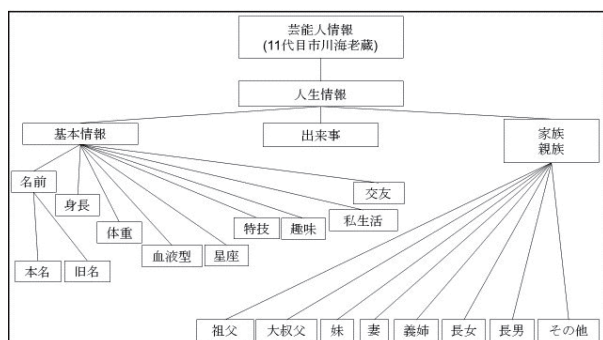 芸能人情報
(11代目市川海老蔵)
人生情報
基本情報
出来事
家族
親族
名前
身長
体重
血液型
星座
特技
趣味
私生活
交友
本名
旧名
祖父
大叔父
妹
妻
義姉
長女
長男
その他